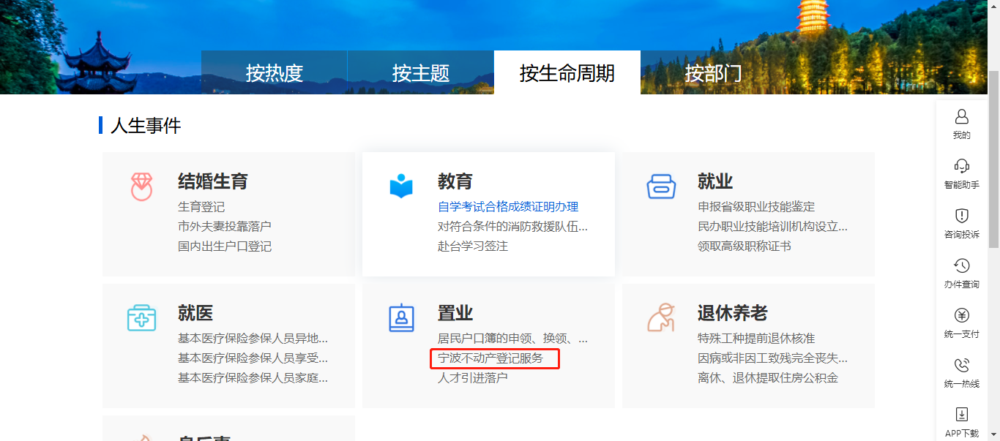 按热度
按主题
按生命周期
按部门
人生事件
结婚生育
生育登记
市外夫妻投靠落户
国内出生户口登记
教育
自学考试合格成绩证明办理
对符合条件的消防救援队伍...
赴台学习签注
就业
申报省级职业技能鉴定
民办职业技能培训机构设立...
领取高级职称证书
就医
基本医疗保险参保人员异地...
基本医疗保险参保人员享受...
基本医疗保险参保人员家庭...
置业
居民户口簿的申领、换领、...
宁波不动产登记服务
人才引进落户
退休养老
特殊工种提前退休核准
因病或非因工致残完全丧失...
离休、退休提取住房公积金
身后事
我的
智能助手
咨询投诉
办件查询
统一支付
统一热线
APP下载